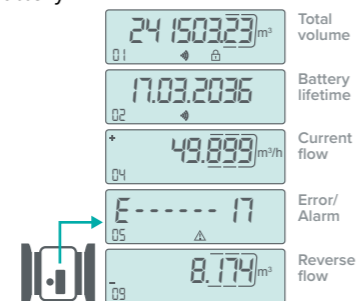 241503.23 m³
01
Total
volume
17.03.2036
02
Battery
lifetime
+ 49.899 m³/h
04
Current
flow
E------ 17
05
Error/
Alarm
- 8.174 m³
09
Reverse
flow